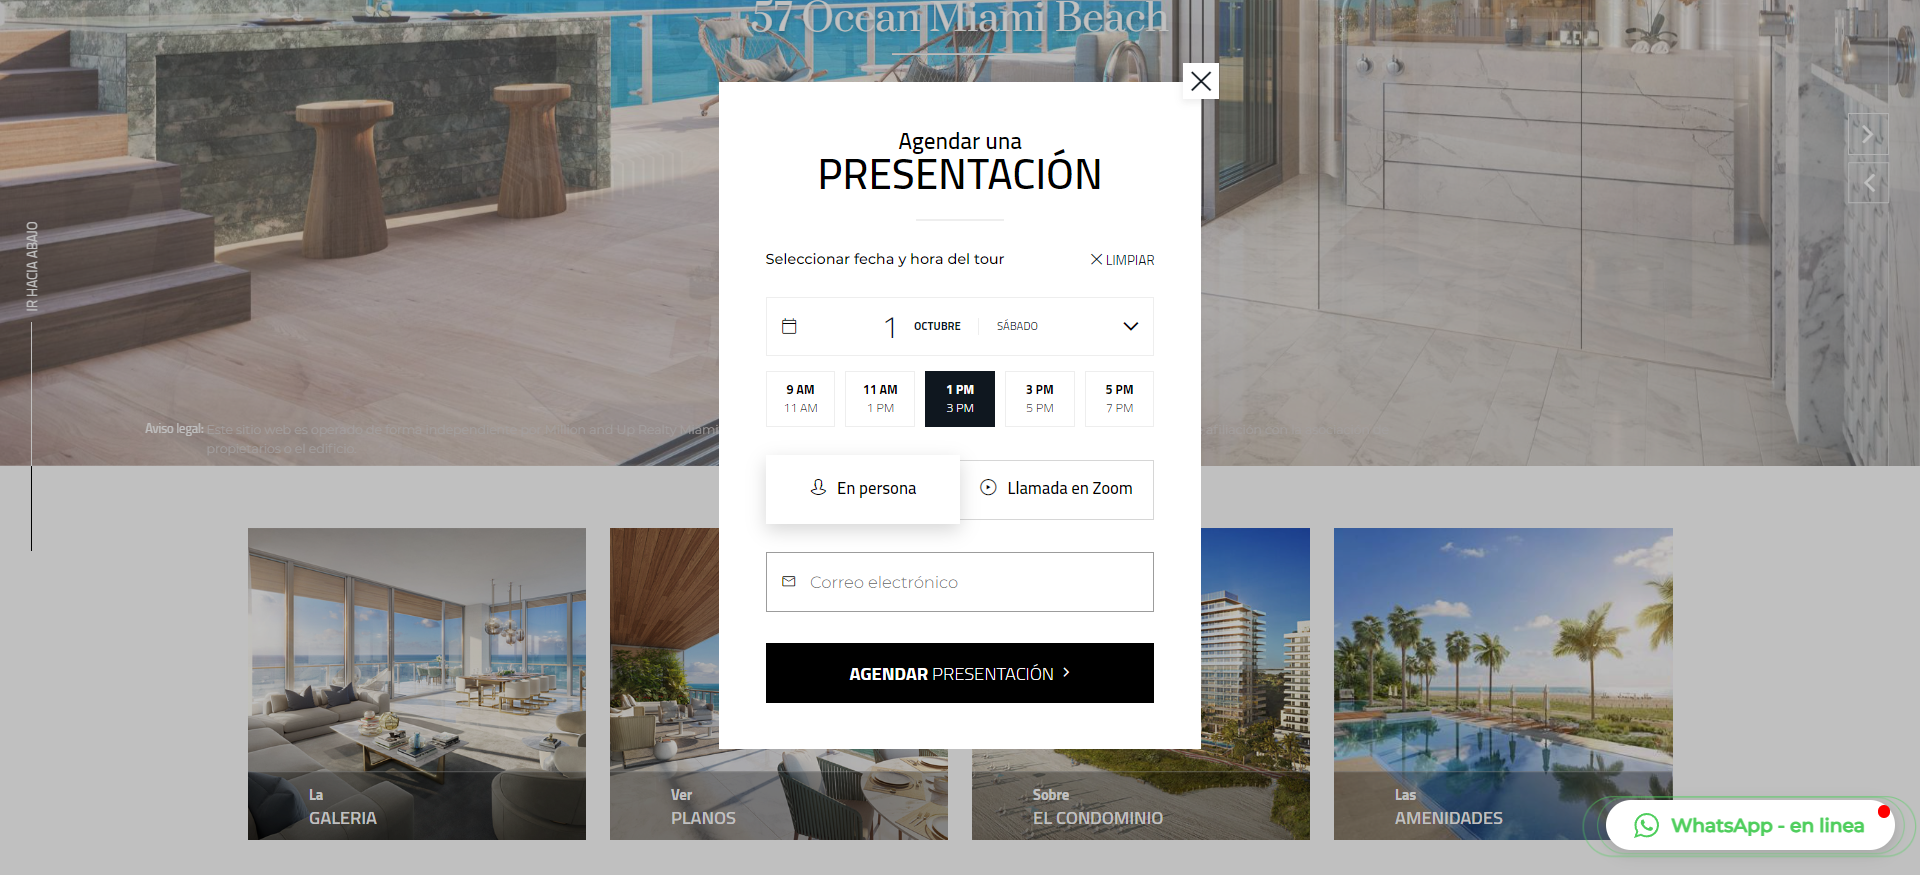 57 Ocean Miami Beach
Agendar una
PRESENTACIÓN
IR HACIA ABAJO
Seleccionar fecha y hora del tour
LIMPIAR
1 OCTUBRE SÁBADO
9 AM 11 AM 1 PM 3 PM 5 PM
11 AM 1 PM 3 PM 5 PM 7 PM
Aviso legal: Este sitio web es operado de forma independiente por Million and Up Realty Miami
propietarios o el edificio.
En persona
Llamada en Zoom
Correo electrónico
AGENDAR PRESENTACIÓN
La
GALERIA
Ver
PLANOS
Sobre
EL CONDOMINIO
Las
AMENIDADES
WhatsApp - en linea